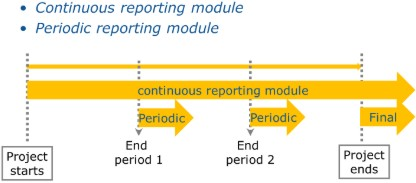 • Continuous reporting module
• Periodic reporting module
continuous reporting module
Periodic
Periodic
Final
Project
starts
End
period 1
End
period 2
Project
ends